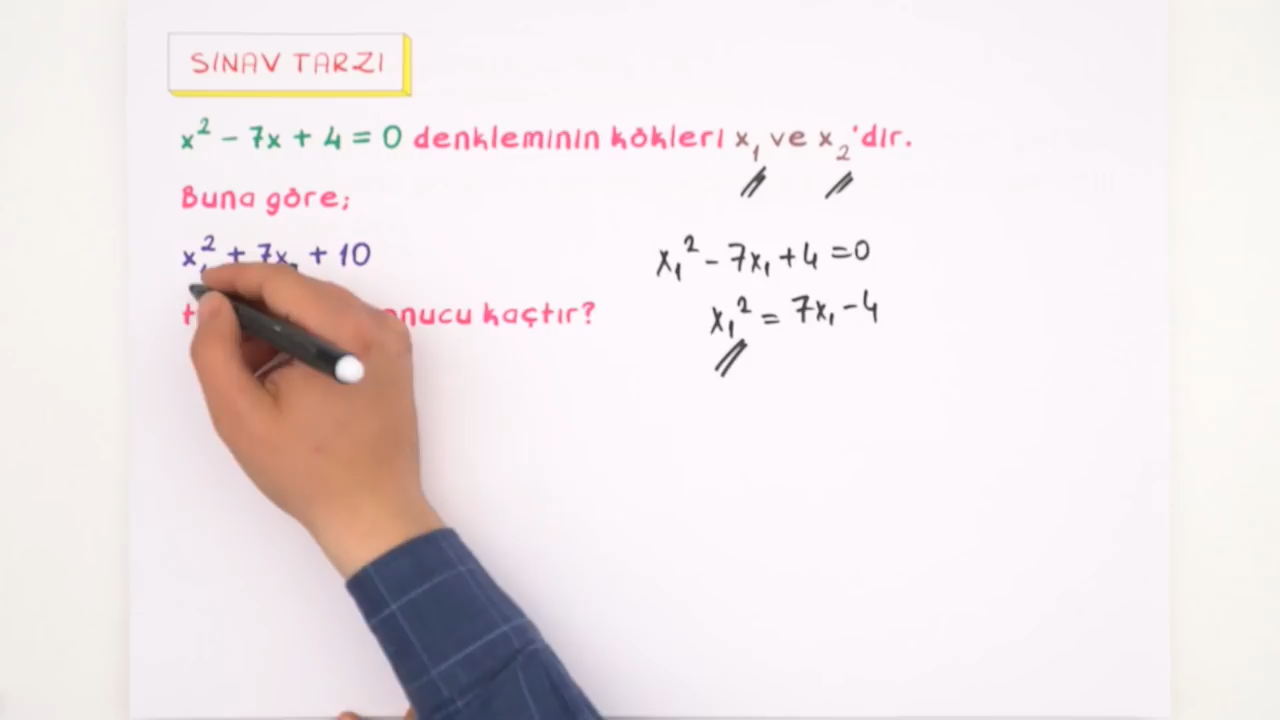 SINAV TARZI
x² - 7x + 4 = 0 denkleminin kökleri x₁ ve x₂'dir.
Buna göre;
x₁² + 7x + 10
kaçtır?
x₁² - 7x₁ + 4 = 0
x₁² = 7x₁ - 4